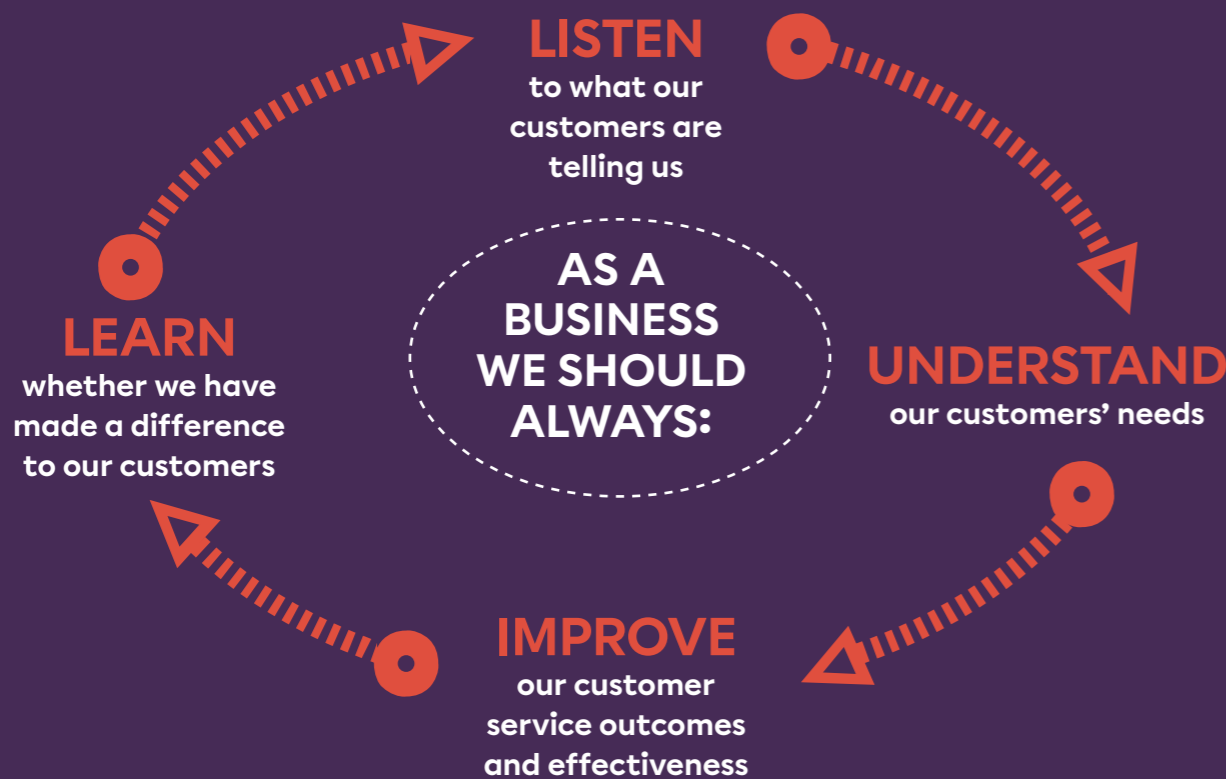 LISTEN
to what our
customers are
telling us
AS A
BUSINESS
WE SHOULD
ALWAYS:
UNDERSTAND
our customers’ needs
IMPROVE
our customer
service outcomes
and effectiveness
LEARN
whether we have
made a difference
to our customers